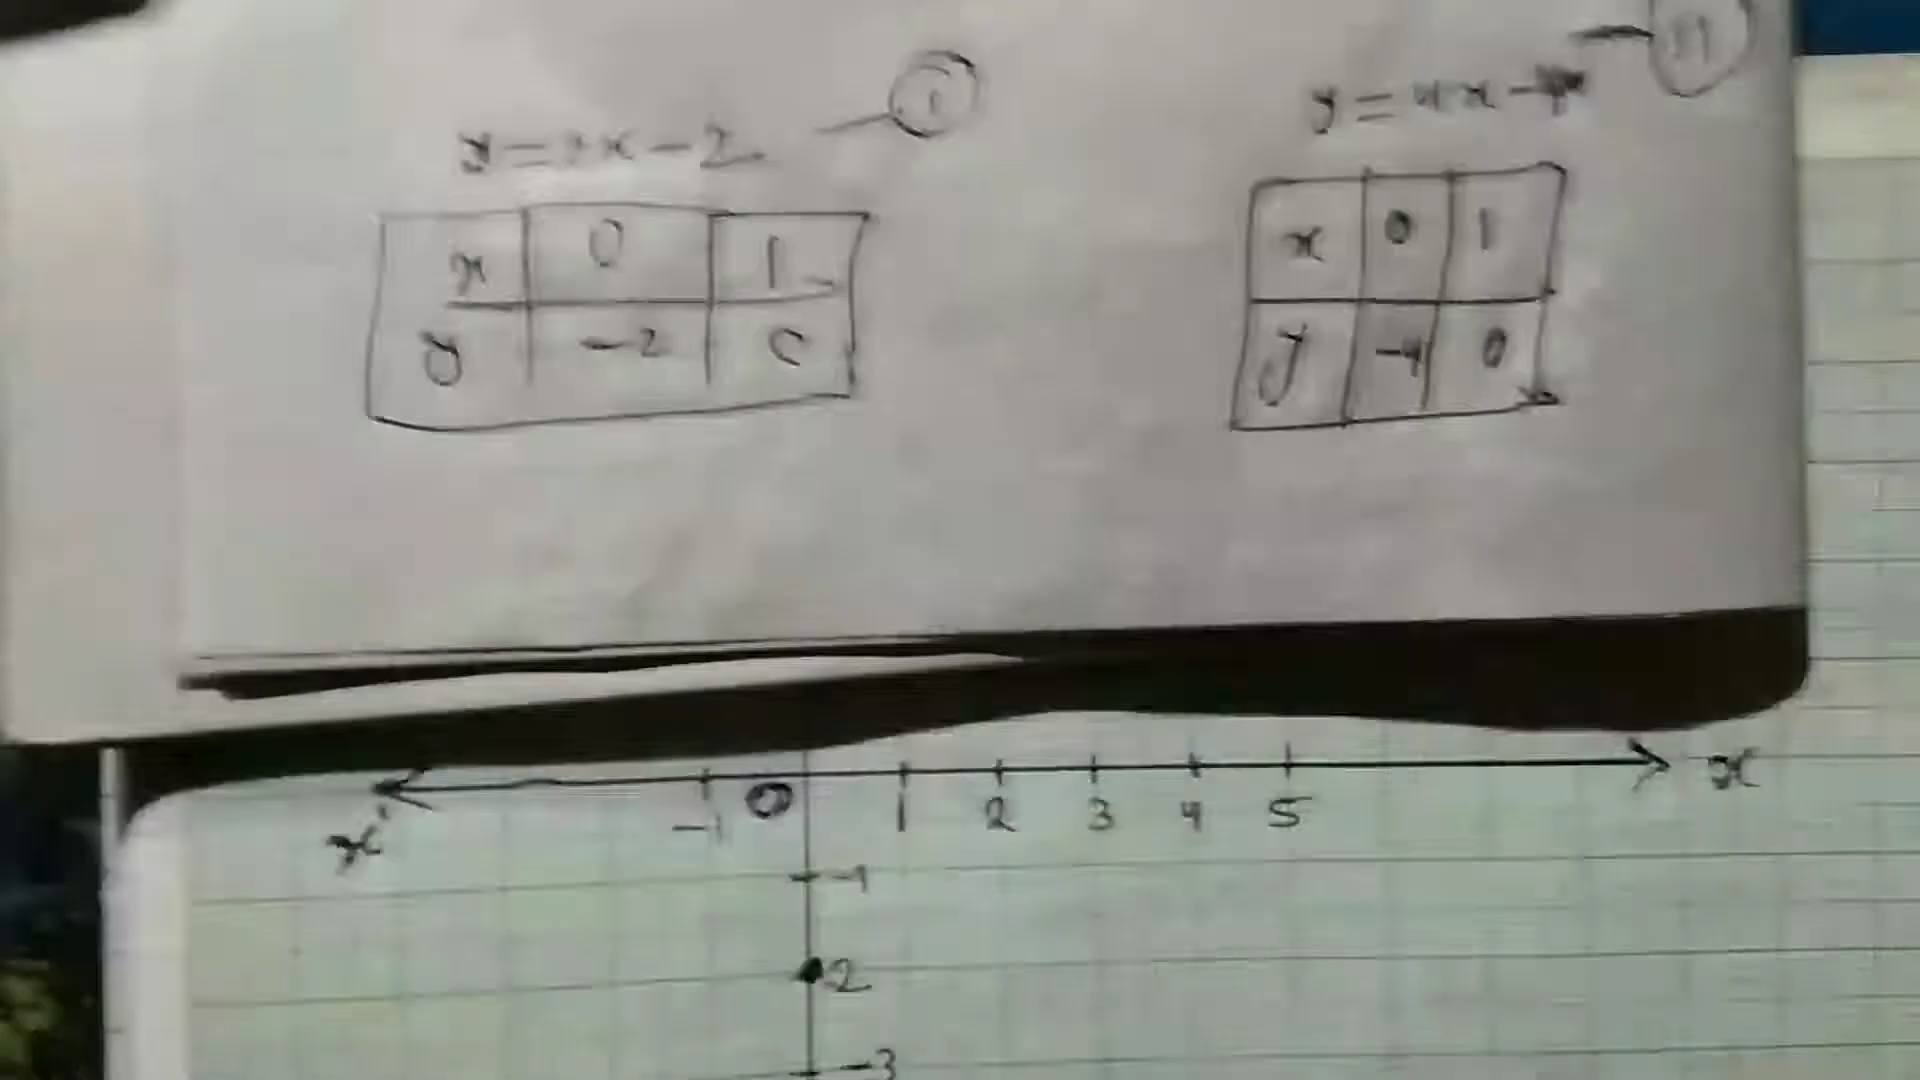 y = 2x - 2 — (i)
y = 4x - 4 — (ii)
x 0 1
y -2 0
x 0 1
y -4 0
x' -1 0 1 2 3 4 5 x
-1
2
-3